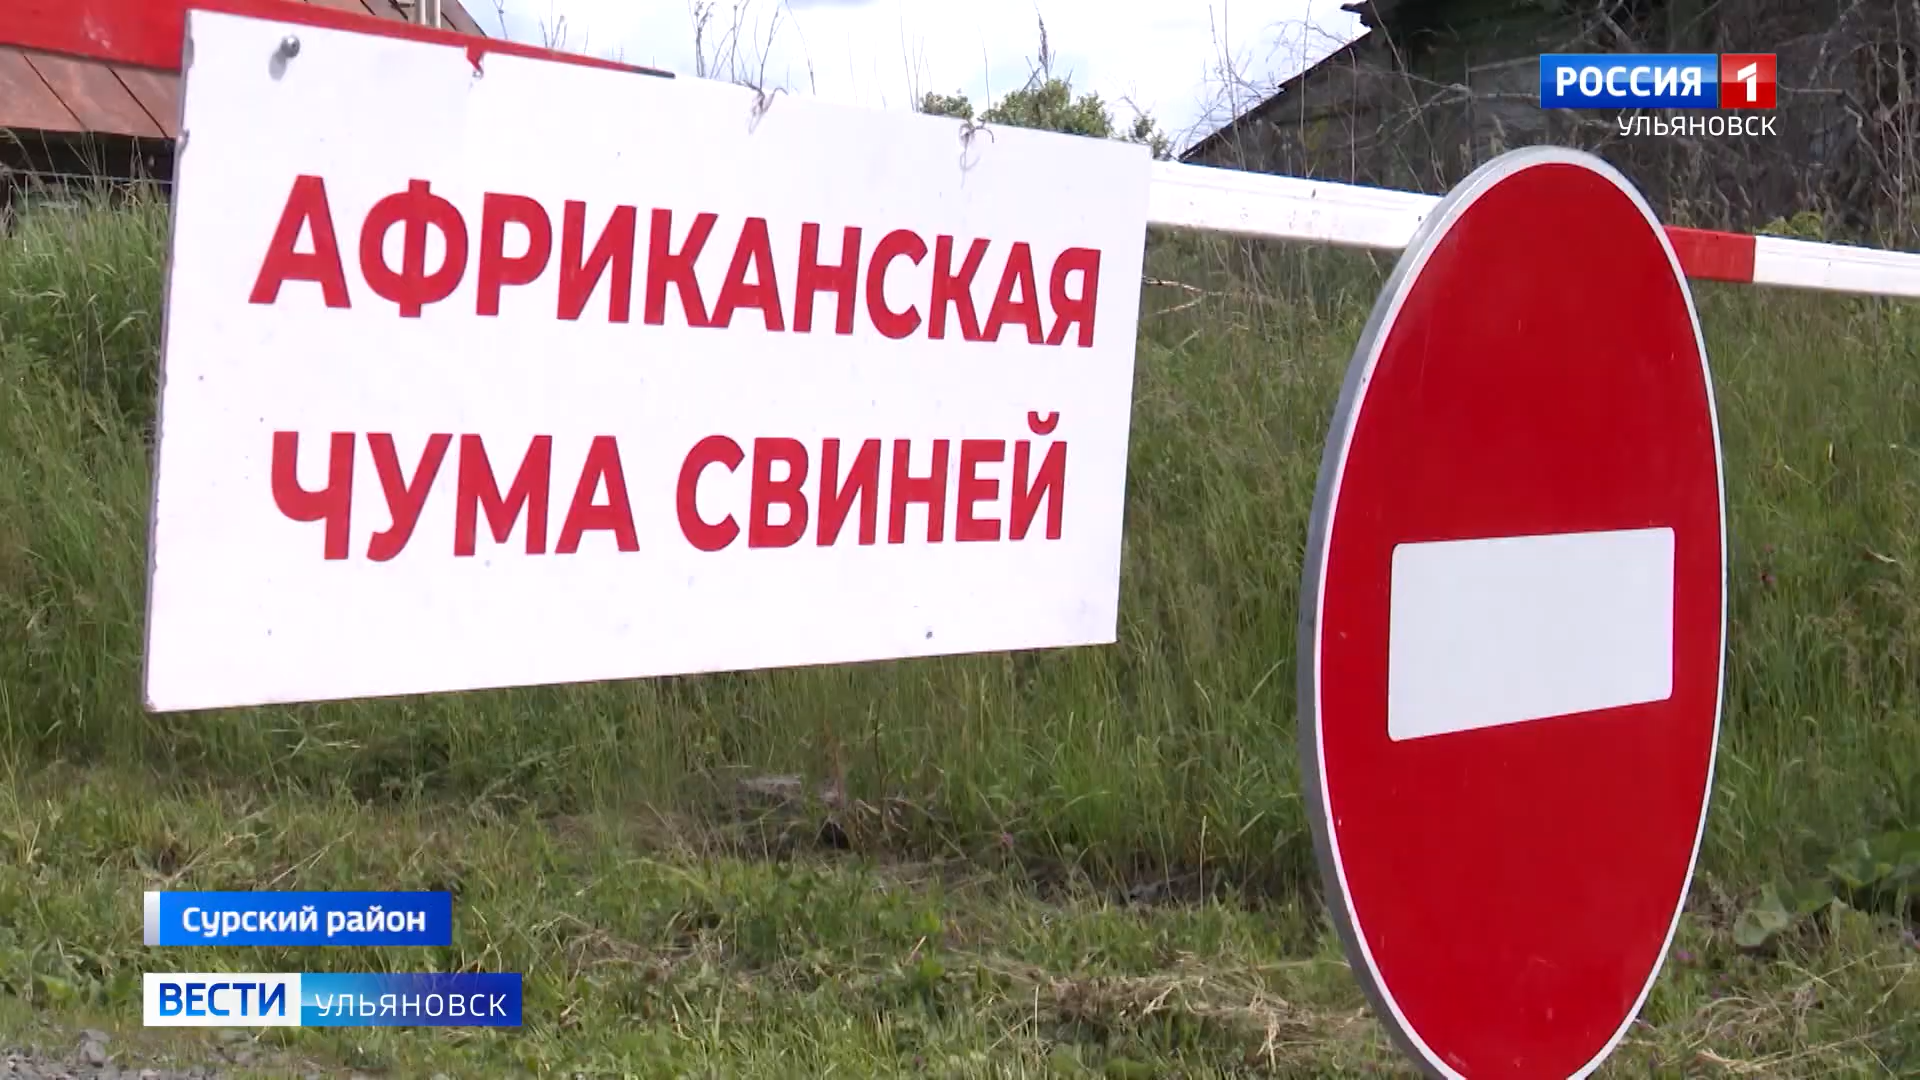 РОССИЯ 1
УЛЬЯНОВСК
АФРИКАНСКАЯ
ЧУМА СВИНЕЙ
Сурский район
ВЕСТИ УЛЬЯНОВСК